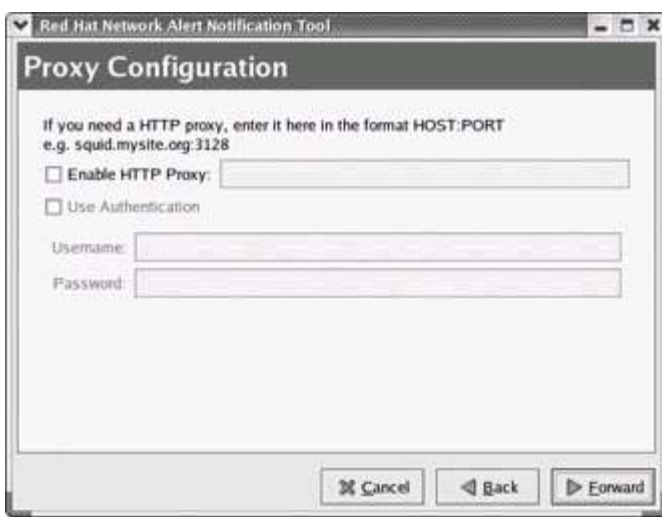 Red Hat Network Alert Notification Tool
Proxy Configuration
If you need a HTTP proxy, enter it here in the format HOST:PORT
e.g. squid.mysite.org:3128
Enable HTTP Proxy:
Use Authentication
Username:
Password:
Cancel Back Forward